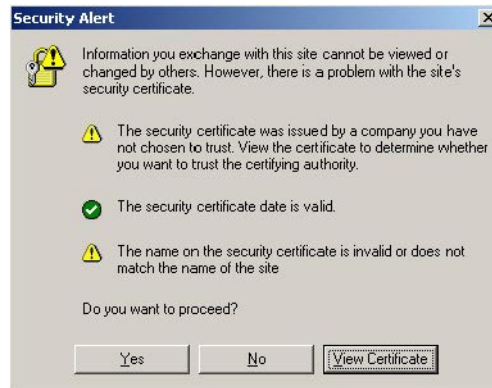 Security Alert
Information you exchange with this site cannot be viewed or
changed by others. However, there is a problem with the site's
security certificate.
The security certificate was issued by a company you have
not chosen to trust. View the certificate to determine whether
you want to trust the certifying authority.
The security certificate date is valid.
The name on the security certificate is invalid or does not
match the name of the site
Do you want to proceed?
Yes No View Certificate